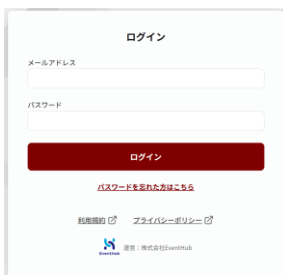 ログイン
メールアドレス
パスワード
ログイン
パスワードを忘れた方はこちら
利用規約 プライバシーポリシー
EventHub 運営：株式会社EventHub